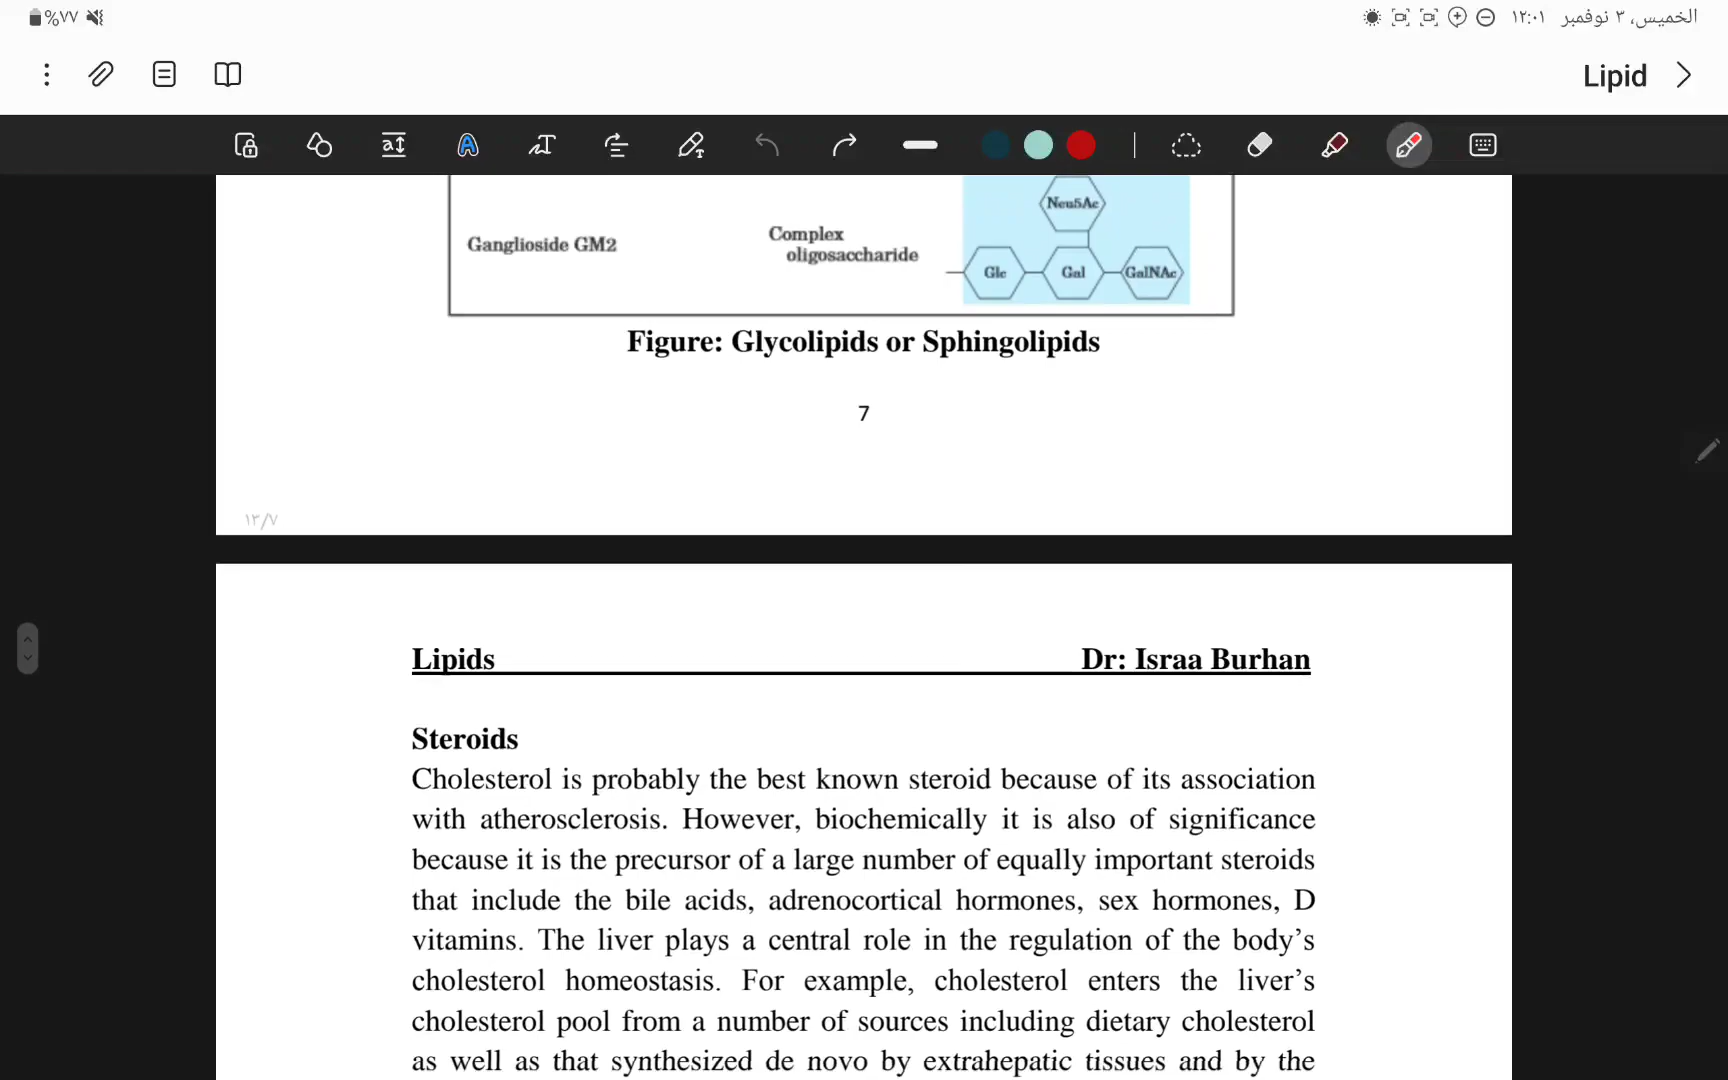 %٧٧
الخميس، ٣ نوفمبر ١٢:٠١
Lipid
Ganglioside GM2
Complex
oligosaccharide
Neu5Ac
Glc
Gal
GalNAc
Figure: Glycolipids or Sphingolipids
7
١٣/٧
Lipids Dr: Israa Burhan
Steroids
Cholesterol is probably the best known steroid because of its association
with atherosclerosis. However, biochemically it is also of significance
because it is the precursor of a large number of equally important steroids
that include the bile acids, adrenocortical hormones, sex hormones, D
vitamins. The liver plays a central role in the regulation of the body’s
cholesterol homeostasis. For example, cholesterol enters the liver’s
cholesterol pool from a number of sources including dietary cholesterol
as well as that synthesized de novo by extrahepatic tissues and by the